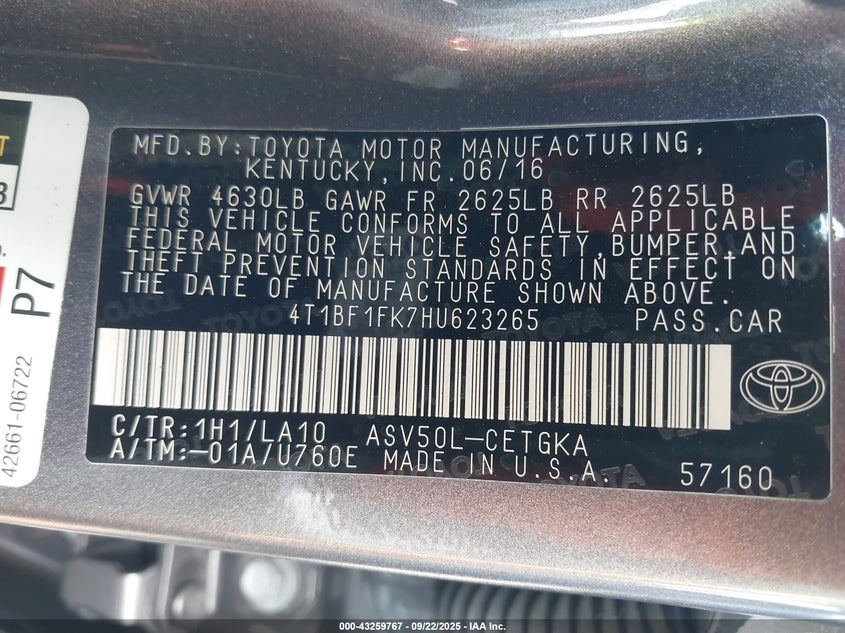 MFD.BY:TOYOTA MOTOR MANUFACTURING,
KENTUCKY,INC.06/16
GVWR 4630LB GAWR FR 2625LB RR 2625LB
THIS VEHICLE CONFORMS TO ALL APPLICABLE
FEDERAL MOTOR VEHICLE SAFETY,BUMPER,AND
THEFT PREVENTION STANDARDS IN EFFECT ON
THE DATE OF MANUFACTURE SHOWN ABOVE.
4T1BF1FK7HU623265 PASS.CAR
C/TR:1H1/LA10 ASV50L-CETGKA
A/TM:-01A/U760E MADE IN U.S.A. 57160
P7
42661-06722
000-43259767 - 09/22/2025 - IAA Inc.